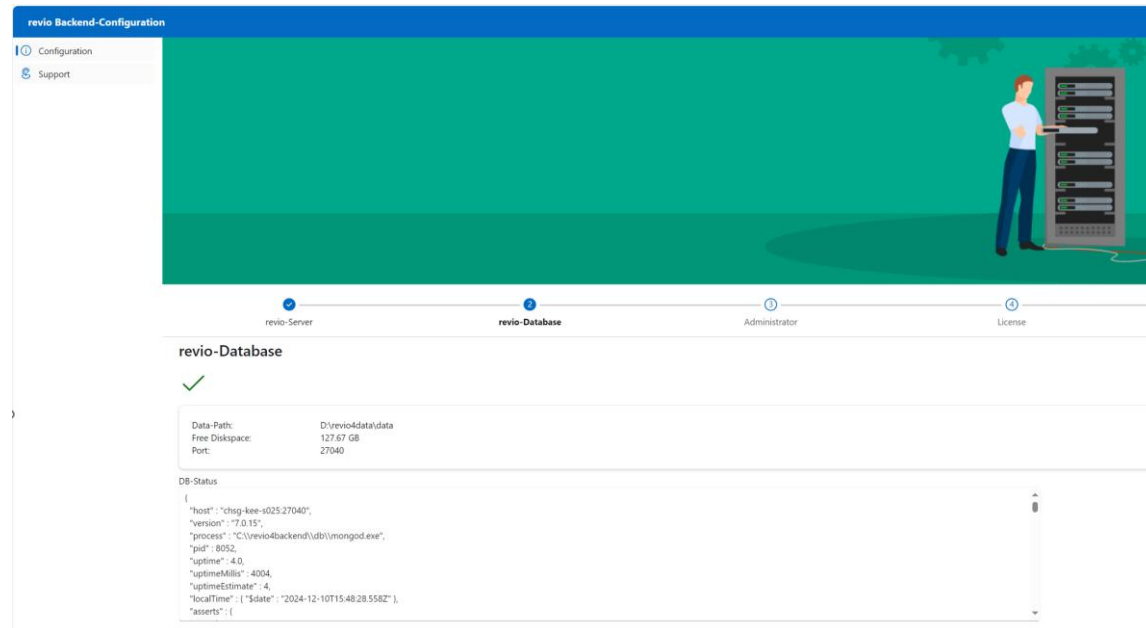 revio Backend-Configuration
Configuration
Support
revio-Server
2
revio-Database
3
Administrator
4
License
revio-Database
Data-Path: D:\revio4data\data
Free Diskspace: 127.67 GB
Port: 27040
DB-Status
{
"host" : "chsg-kee-s025:27040",
"version" : "7.0.15",
"process" : "C:\\revio4backend\\db\\mongod.exe",
"pid" : 8052,
"uptime" : 4.0,
"uptimeMillis" : 4004,
"uptimeEstimate" : 4,
"localTime" : { "$date" : "2024-12-10T15:48:28.558Z" },
"asserts" : {